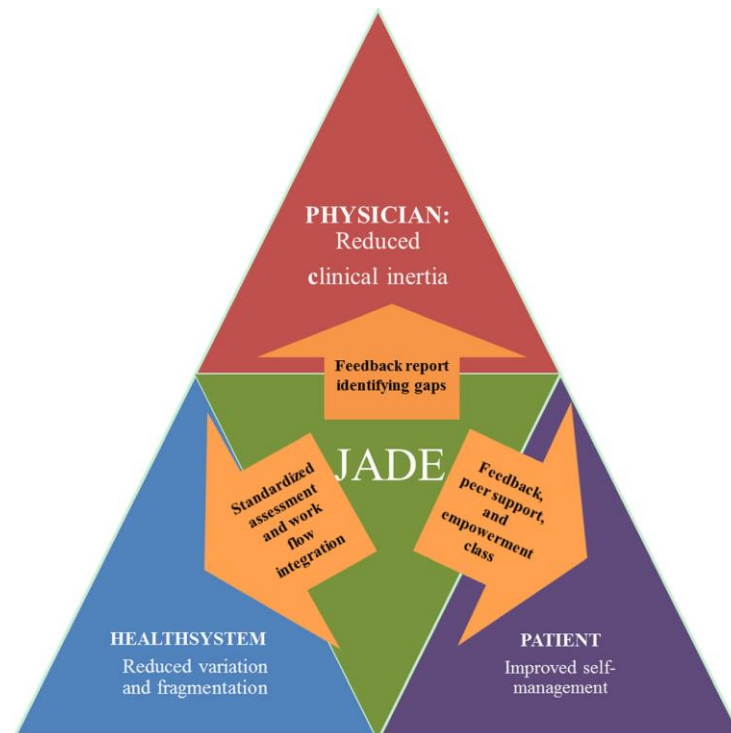 PHYSICIAN:
Reduced
clinical inertia
Feedback report
identifying gaps
JADE
Standardized
assessment
and work
flow
integration
Feedback,
peer support,
and
empowerment
class
HEALTHSYSTEM
Reduced variation
and fragmentation
PATIENT
Improved self-
management